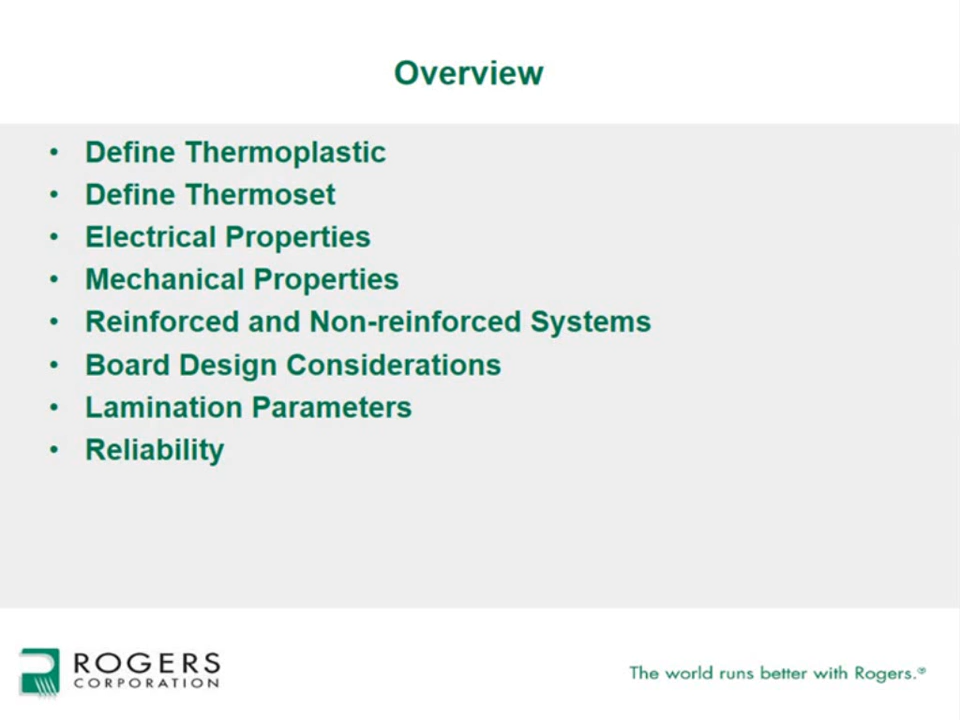 Overview
• Define Thermoplastic
• Define Thermoset
• Electrical Properties
• Mechanical Properties
• Reinforced and Non-reinforced Systems
• Board Design Considerations
• Lamination Parameters
• Reliability
ROGERS
CORPORATION
The world runs better with Rogers.®